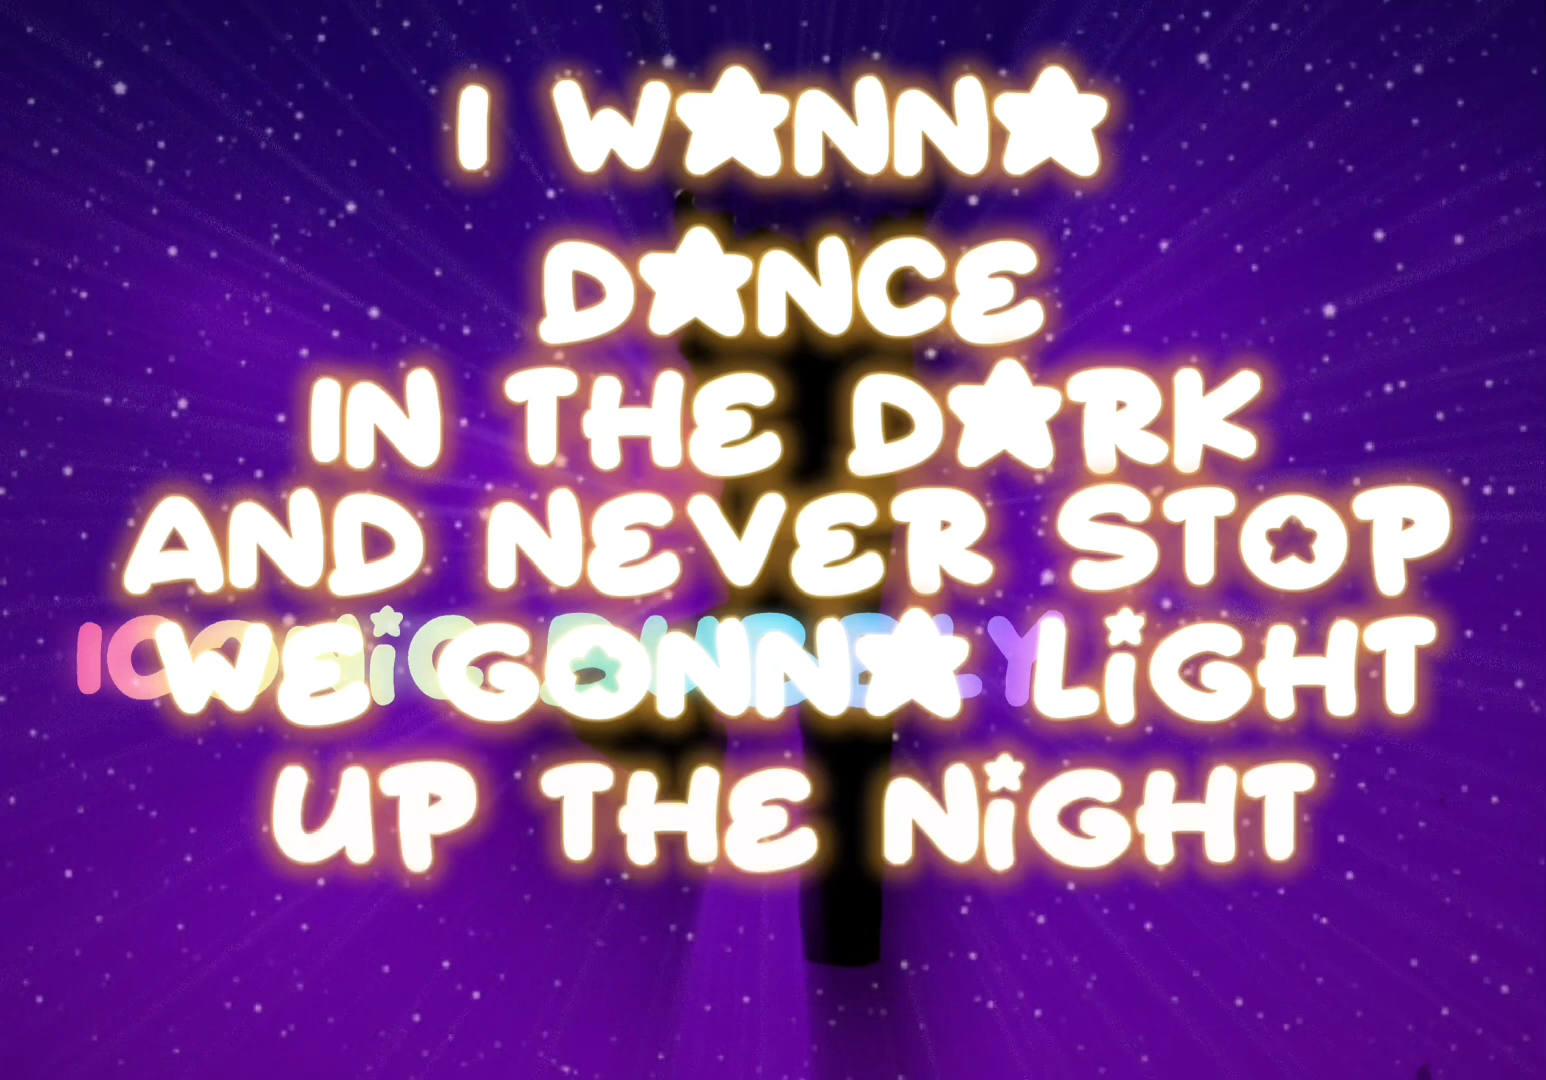 I WANNA
DANCE
IN THE DARK
AND NEVER STOP
WE GONNA LiGHT
UP THE NiGHT